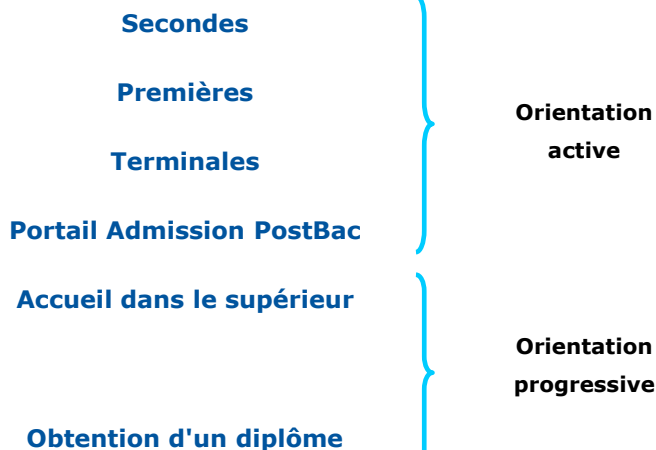 Secondes
Premières
Orientation
active
Terminales
Portail Admission PostBac
Accueil dans le supérieur
Orientation
progressive
Obtention d'un diplôme